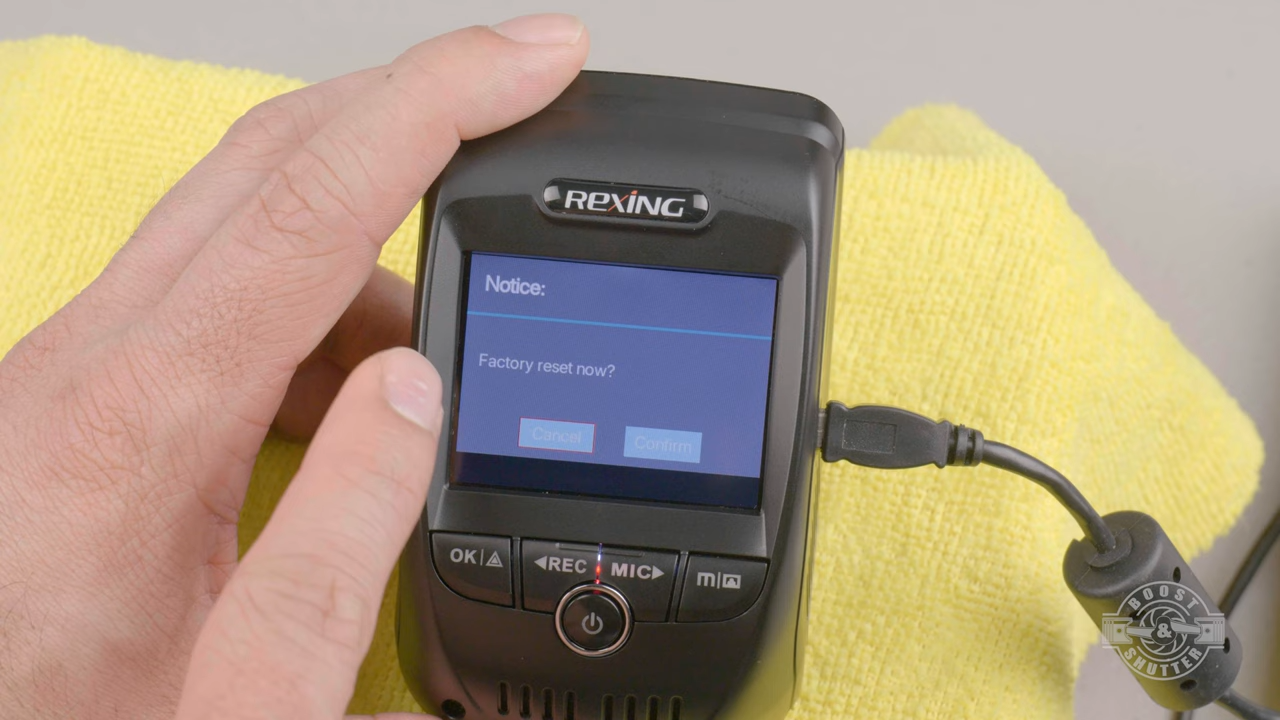 REXING
Notice:
Factory reset now?
Cancel Confirm
OK ◀REC MIC▶ m
BOOST
&
SHUTTER